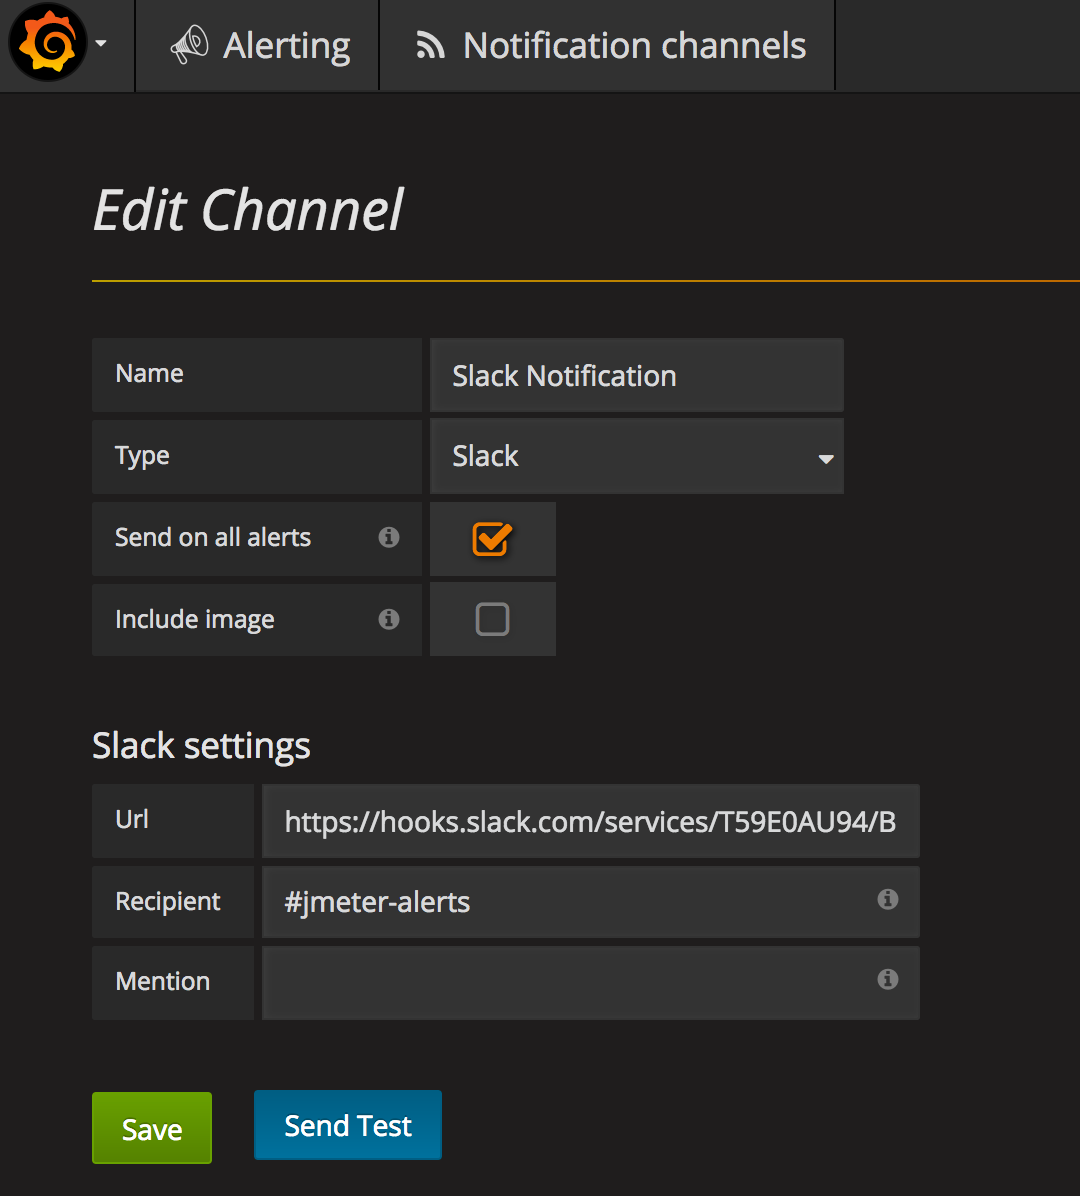 Alerting Notification channels
Edit Channel
Name Slack Notification
Type Slack
Send on all alerts
Include image
Slack settings
Url https://hooks.slack.com/services/T59E0AU94/B
Recipient #jmeter-alerts
Mention
Save Send Test